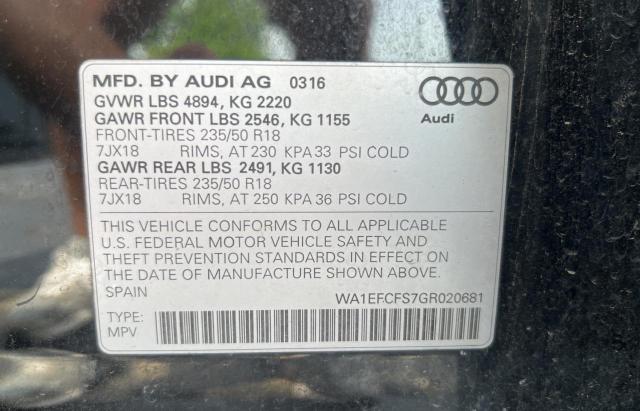 MFD. BY AUDI AG 0316
GVWR LBS 4894, KG 2220
GAWR FRONT LBS 2546, KG 1155
FRONT-TIRES 235/50 R18
7JX18 RIMS, AT 230 KPA 33 PSI COLD
GAWR REAR LBS 2491, KG 1130
REAR-TIRES 235/50 R18
7JX18 RIMS, AT 250 KPA 36 PSI COLD
Audi
THIS VEHICLE CONFORMS TO ALL APPLICABLE
U.S. FEDERAL MOTOR VEHICLE SAFETY AND
THEFT PREVENTION STANDARDS IN EFFECT ON
THE DATE OF MANUFACTURE SHOWN ABOVE.
SPAIN WA1EFCFS7GR020681
TYPE:
MPV